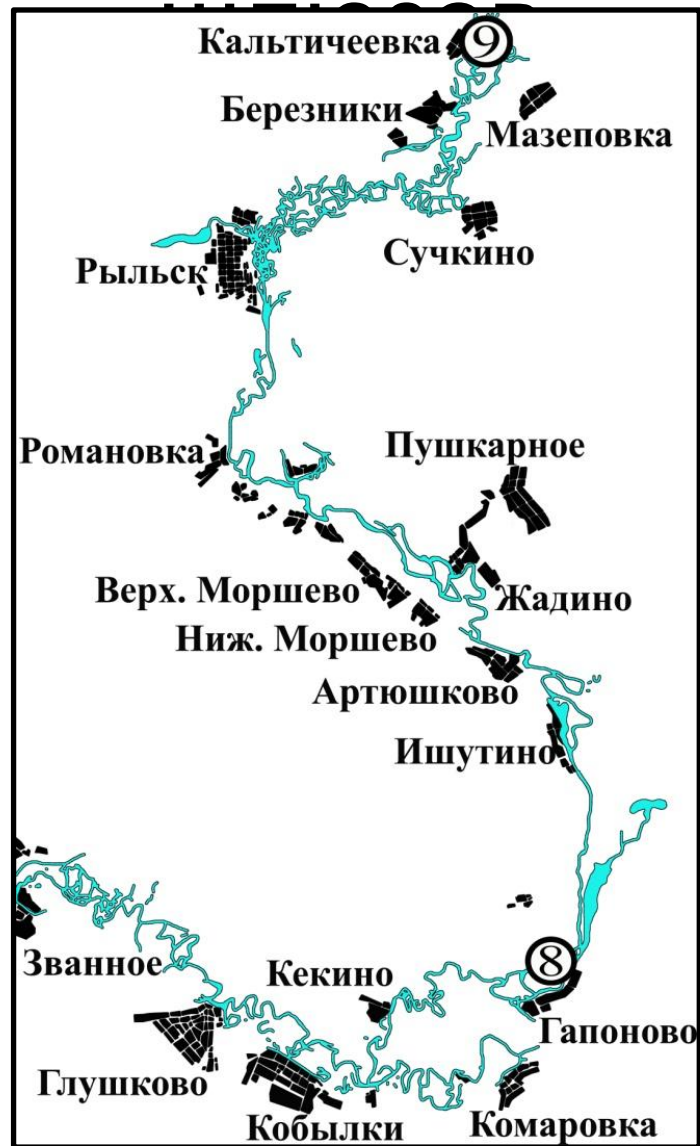 Кальтичеевка
9
Березники
Мазеповка
Сучкино
Рыльск
Романовка
Пушкарное
Верх. Моршево
Жадино
Ниж. Моршево
Артюшково
Ишутино
8
Званное
Кекино
Гапоново
Глушково
Кобылки
Комаровка